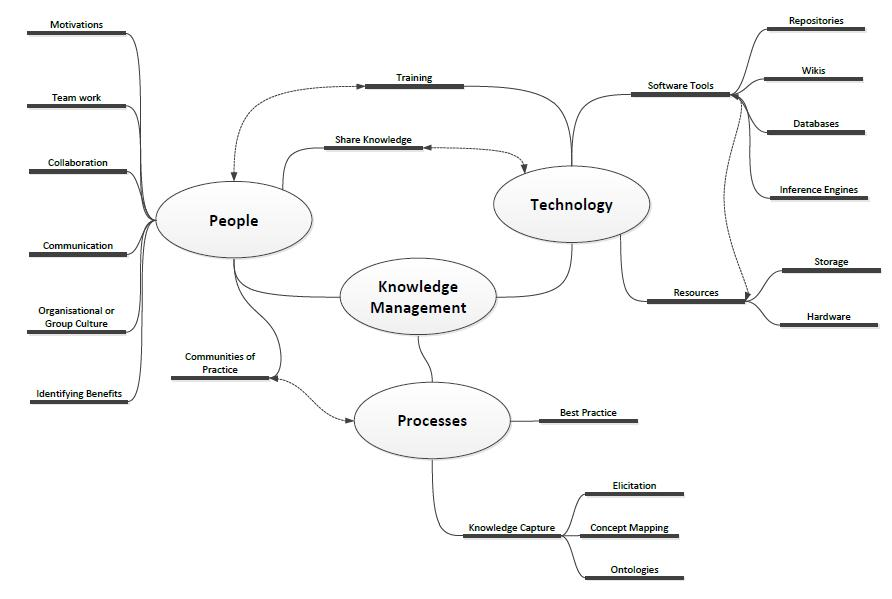 Motivations
Team work
Collaboration
Communication
Organisational or
Group Culture
Identifying Benefits
People
Training
Share Knowledge
Communities of
Practice
Knowledge
Management
Technology
Software Tools
Repositories
Wikis
Databases
Inference Engines
Resources
Storage
Hardware
Processes
Best Practice
Knowledge Capture
Elicitation
Concept Mapping
Ontologies